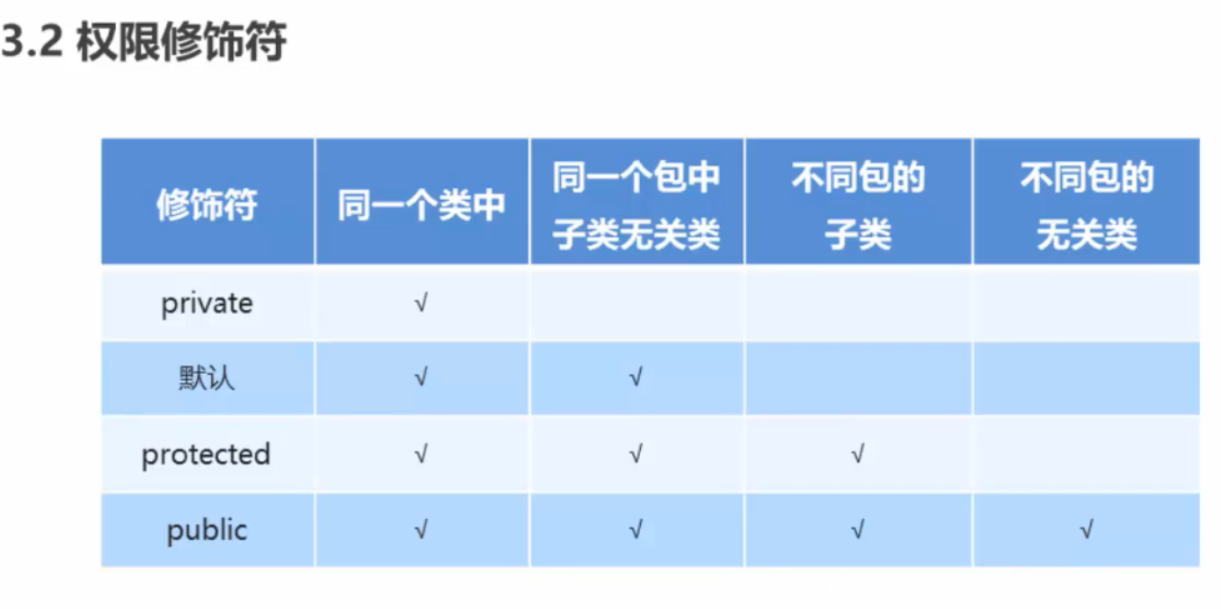 3.2 权限修饰符
修饰符 同一个类中 同一个包中 不同包的 不同包的
子类无关类 子类 无关类
private √
默认 √ √
protected √ √ √
public √ √ √ √